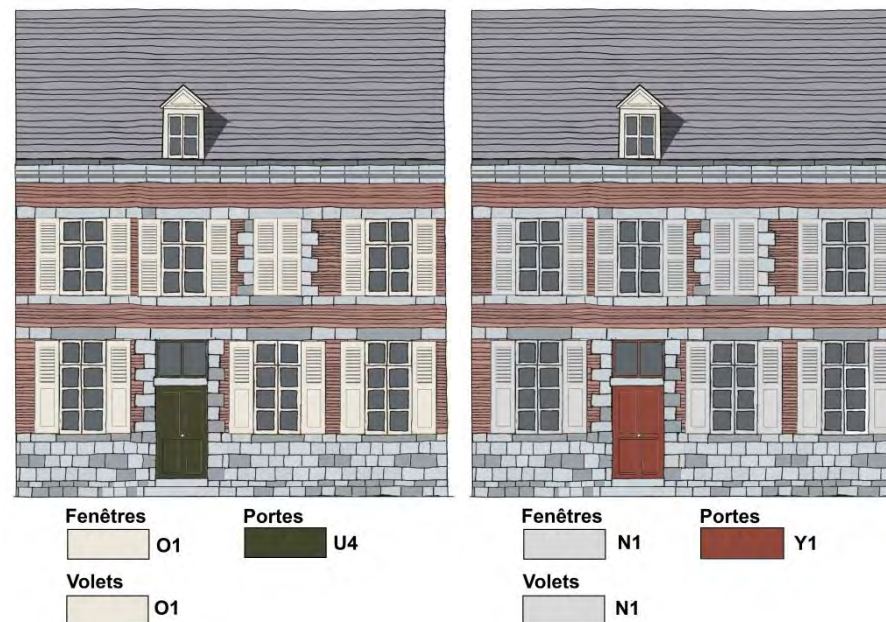 Fenêtres Portes
O1 U4
Volets
O1
Fenêtres Portes
N1 Y1
Volets
N1